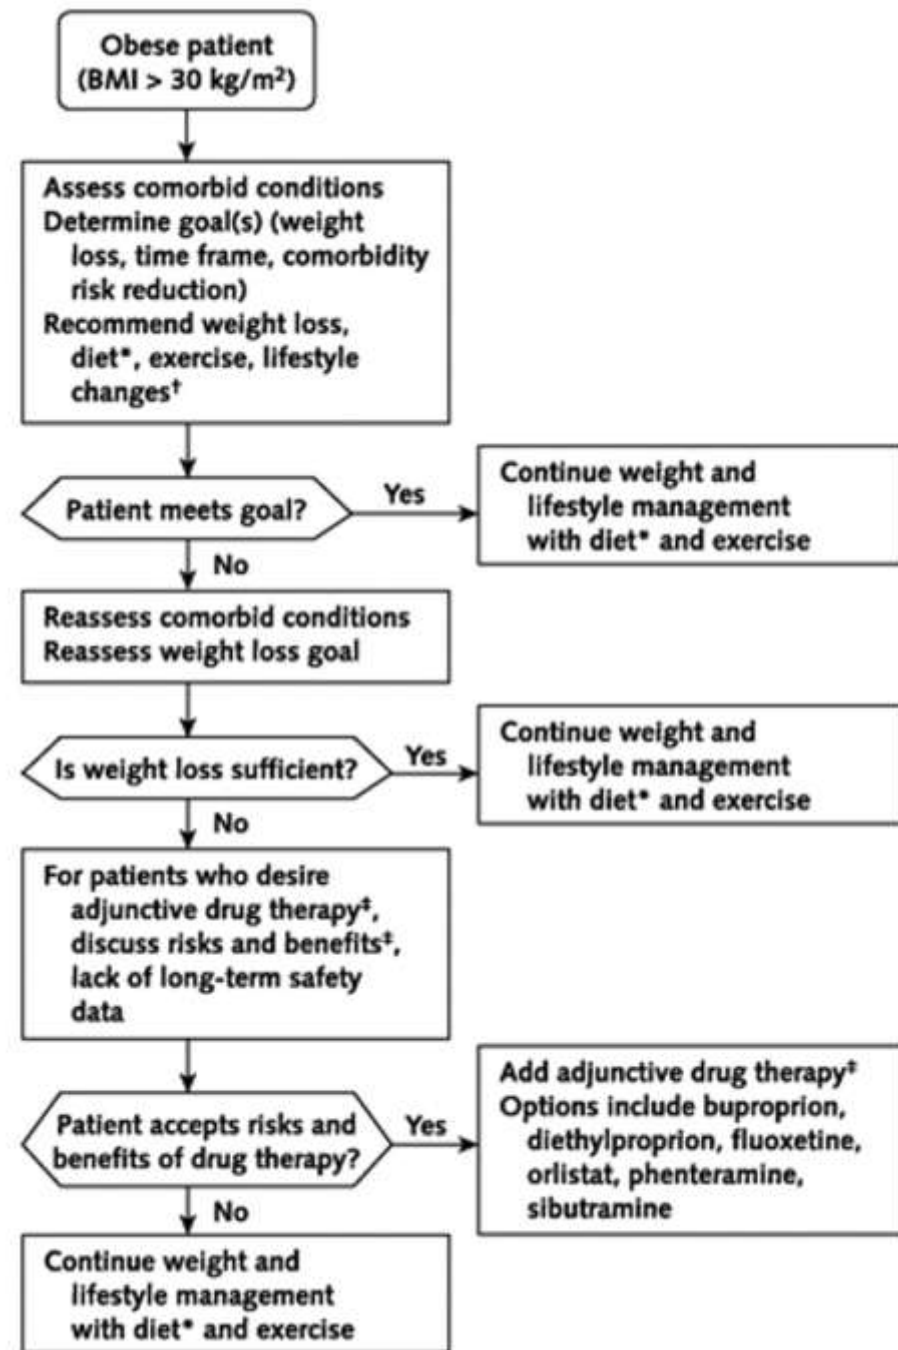 Obese patient
(BMI > 30 kg/m²)
Assess comorbid conditions
Determine goal(s) (weight
loss, time frame, comorbidity
risk reduction)
Recommend weight loss,
diet*, exercise, lifestyle
changes†
Patient meets goal?
Yes
Continue weight and
lifestyle management
with diet* and exercise
No
Reassess comorbid conditions
Reassess weight loss goal
Is weight loss sufficient?
Yes
Continue weight and
lifestyle management
with diet* and exercise
No
For patients who desire
adjunctive drug therapy‡,
discuss risks and benefits‡,
lack of long-term safety
data
Patient accepts risks and
benefits of drug therapy?
Yes
Add adjunctive drug therapy‡
Options include buproprion,
diethylproprion, fluoxetine,
orlistat, phenteramine,
sibutramine
No
Continue weight and
lifestyle management
with diet* and exercise